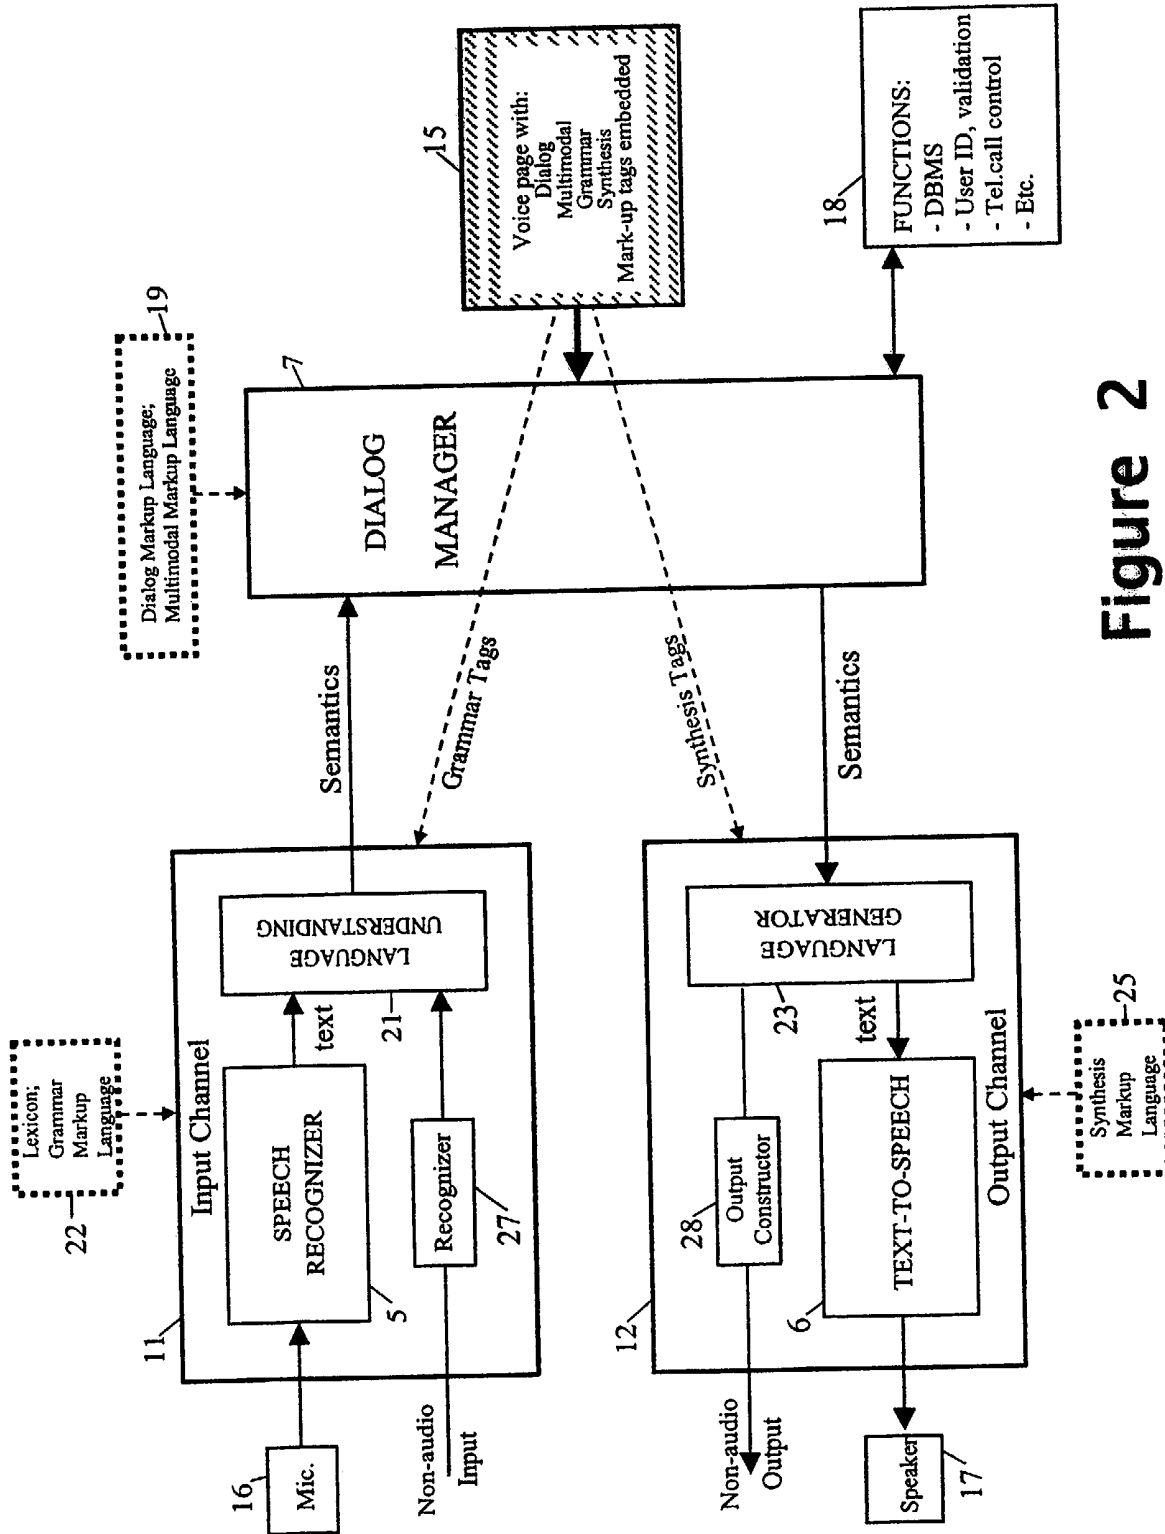 22
Lexicon;
Grammar
Markup
Language
Dialog Markup Language;
Multimodal Markup Language
19
11
Input Channel
16
Mic.
SPEECH
RECOGNIZER
5
text
LANGUAGE
UNDERSTANDING
21
Non-audio
Input
Recognizer
27
Semantics
Grammar Tags
7
DIALOG
MANAGER
15
Voice page with:
Dialog
Multimodal
Grammar
Synthesis
Mark-up tags embedded
Synthesis Tags
Semantics
12
Non-audio
Output
28
Output
Constructor
LANGUAGE
GENERATOR
23
text
6
TEXT-TO-SPEECH
Speaker
17
Output Channel
Synthesis
Markup
Language
25
18
FUNCTIONS:
- DBMS
- User ID, validation
- Tel.call control
- Etc.
Figure 2